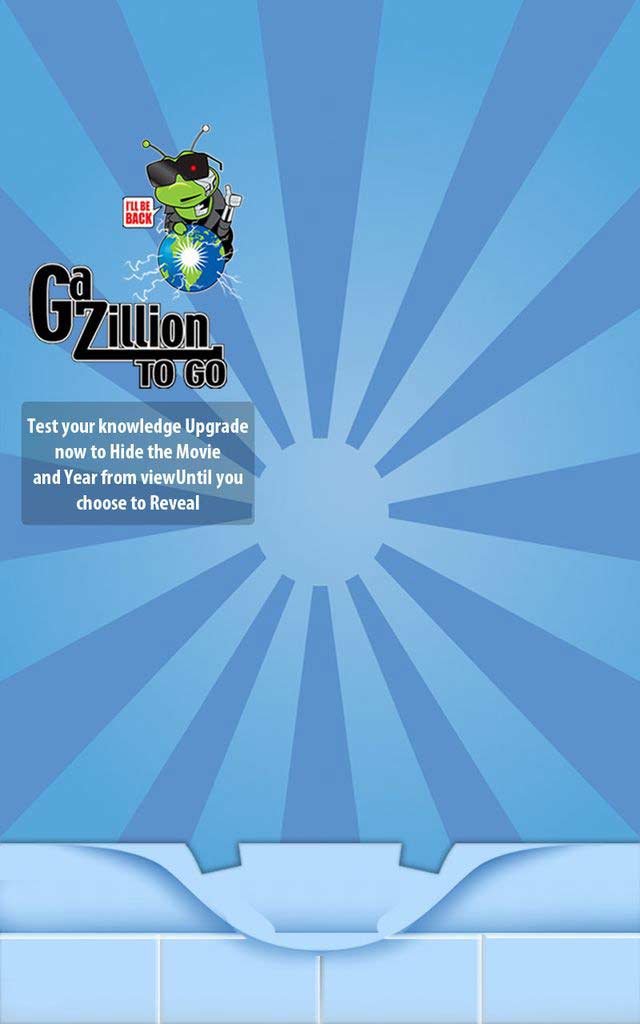 I'LL BE
BACK
GaZillion
TO GO
Test your knowledge Upgrade
now to Hide the Movie
and Year from viewUntil you
choose to Reveal